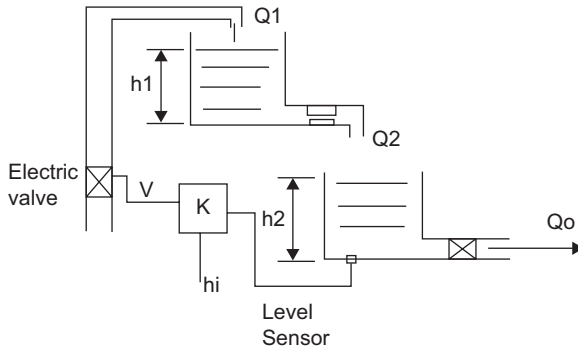 Q1
h1
Q2
Electric
valve
V
K
h2
Qo
hi
Level
Sensor